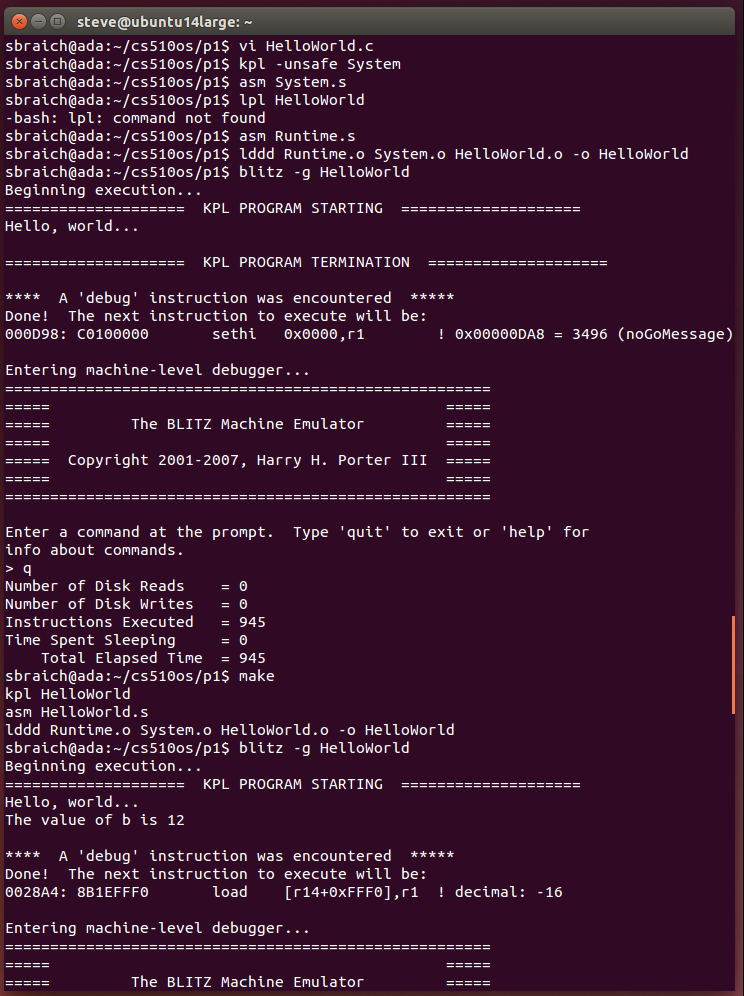 steve@ubuntu14large: ~
sbraich@ada:~/cs510os/p1$ vi HelloWorld.c
sbraich@ada:~/cs510os/p1$ kpl -unsafe System
sbraich@ada:~/cs510os/p1$ asm System.s
sbraich@ada:~/cs510os/p1$ lpl HelloWorld
-bash: lpl: command not found
sbraich@ada:~/cs510os/p1$ asm Runtime.s
sbraich@ada:~/cs510os/p1$ lddd Runtime.o System.o HelloWorld.o -o HelloWorld
sbraich@ada:~/cs510os/p1$ blitz -g HelloWorld
Beginning execution...
====================  KPL PROGRAM STARTING  ====================
Hello, world...

====================  KPL PROGRAM TERMINATION  ====================

****  A 'debug' instruction was encountered  *****
Done!  The next instruction to execute will be:
000D98: C0100000       sethi   0x0000,r1        ! 0x00000DA8 = 3496 (noGoMessage)

Entering machine-level debugger...
======================================================
=====                                            =====
=====         The BLITZ Machine Emulator         =====
=====                                            =====
=====  Copyright 2001-2007, Harry H. Porter III  =====
=====                                            =====
======================================================

Enter a command at the prompt.  Type 'quit' to exit or 'help' for
info about commands.
> q
Number of Disk Reads    = 0
Number of Disk Writes   = 0
Instructions Executed   = 945
Time Spent Sleeping     = 0
    Total Elapsed Time  = 945
sbraich@ada:~/cs510os/p1$ make
kpl HelloWorld
asm HelloWorld.s
lddd Runtime.o System.o HelloWorld.o -o HelloWorld
sbraich@ada:~/cs510os/p1$ blitz -g HelloWorld
Beginning execution...
====================  KPL PROGRAM STARTING  ====================
Hello, world...
The value of b is 12

****  A 'debug' instruction was encountered  *****
Done!  The next instruction to execute will be:
0028A4: 8B1EFFF0       load    [r14+0xFFF0],r1  ! decimal: -16

Entering machine-level debugger...
======================================================
=====                                            =====
=====         The BLITZ Machine Emulator         =====